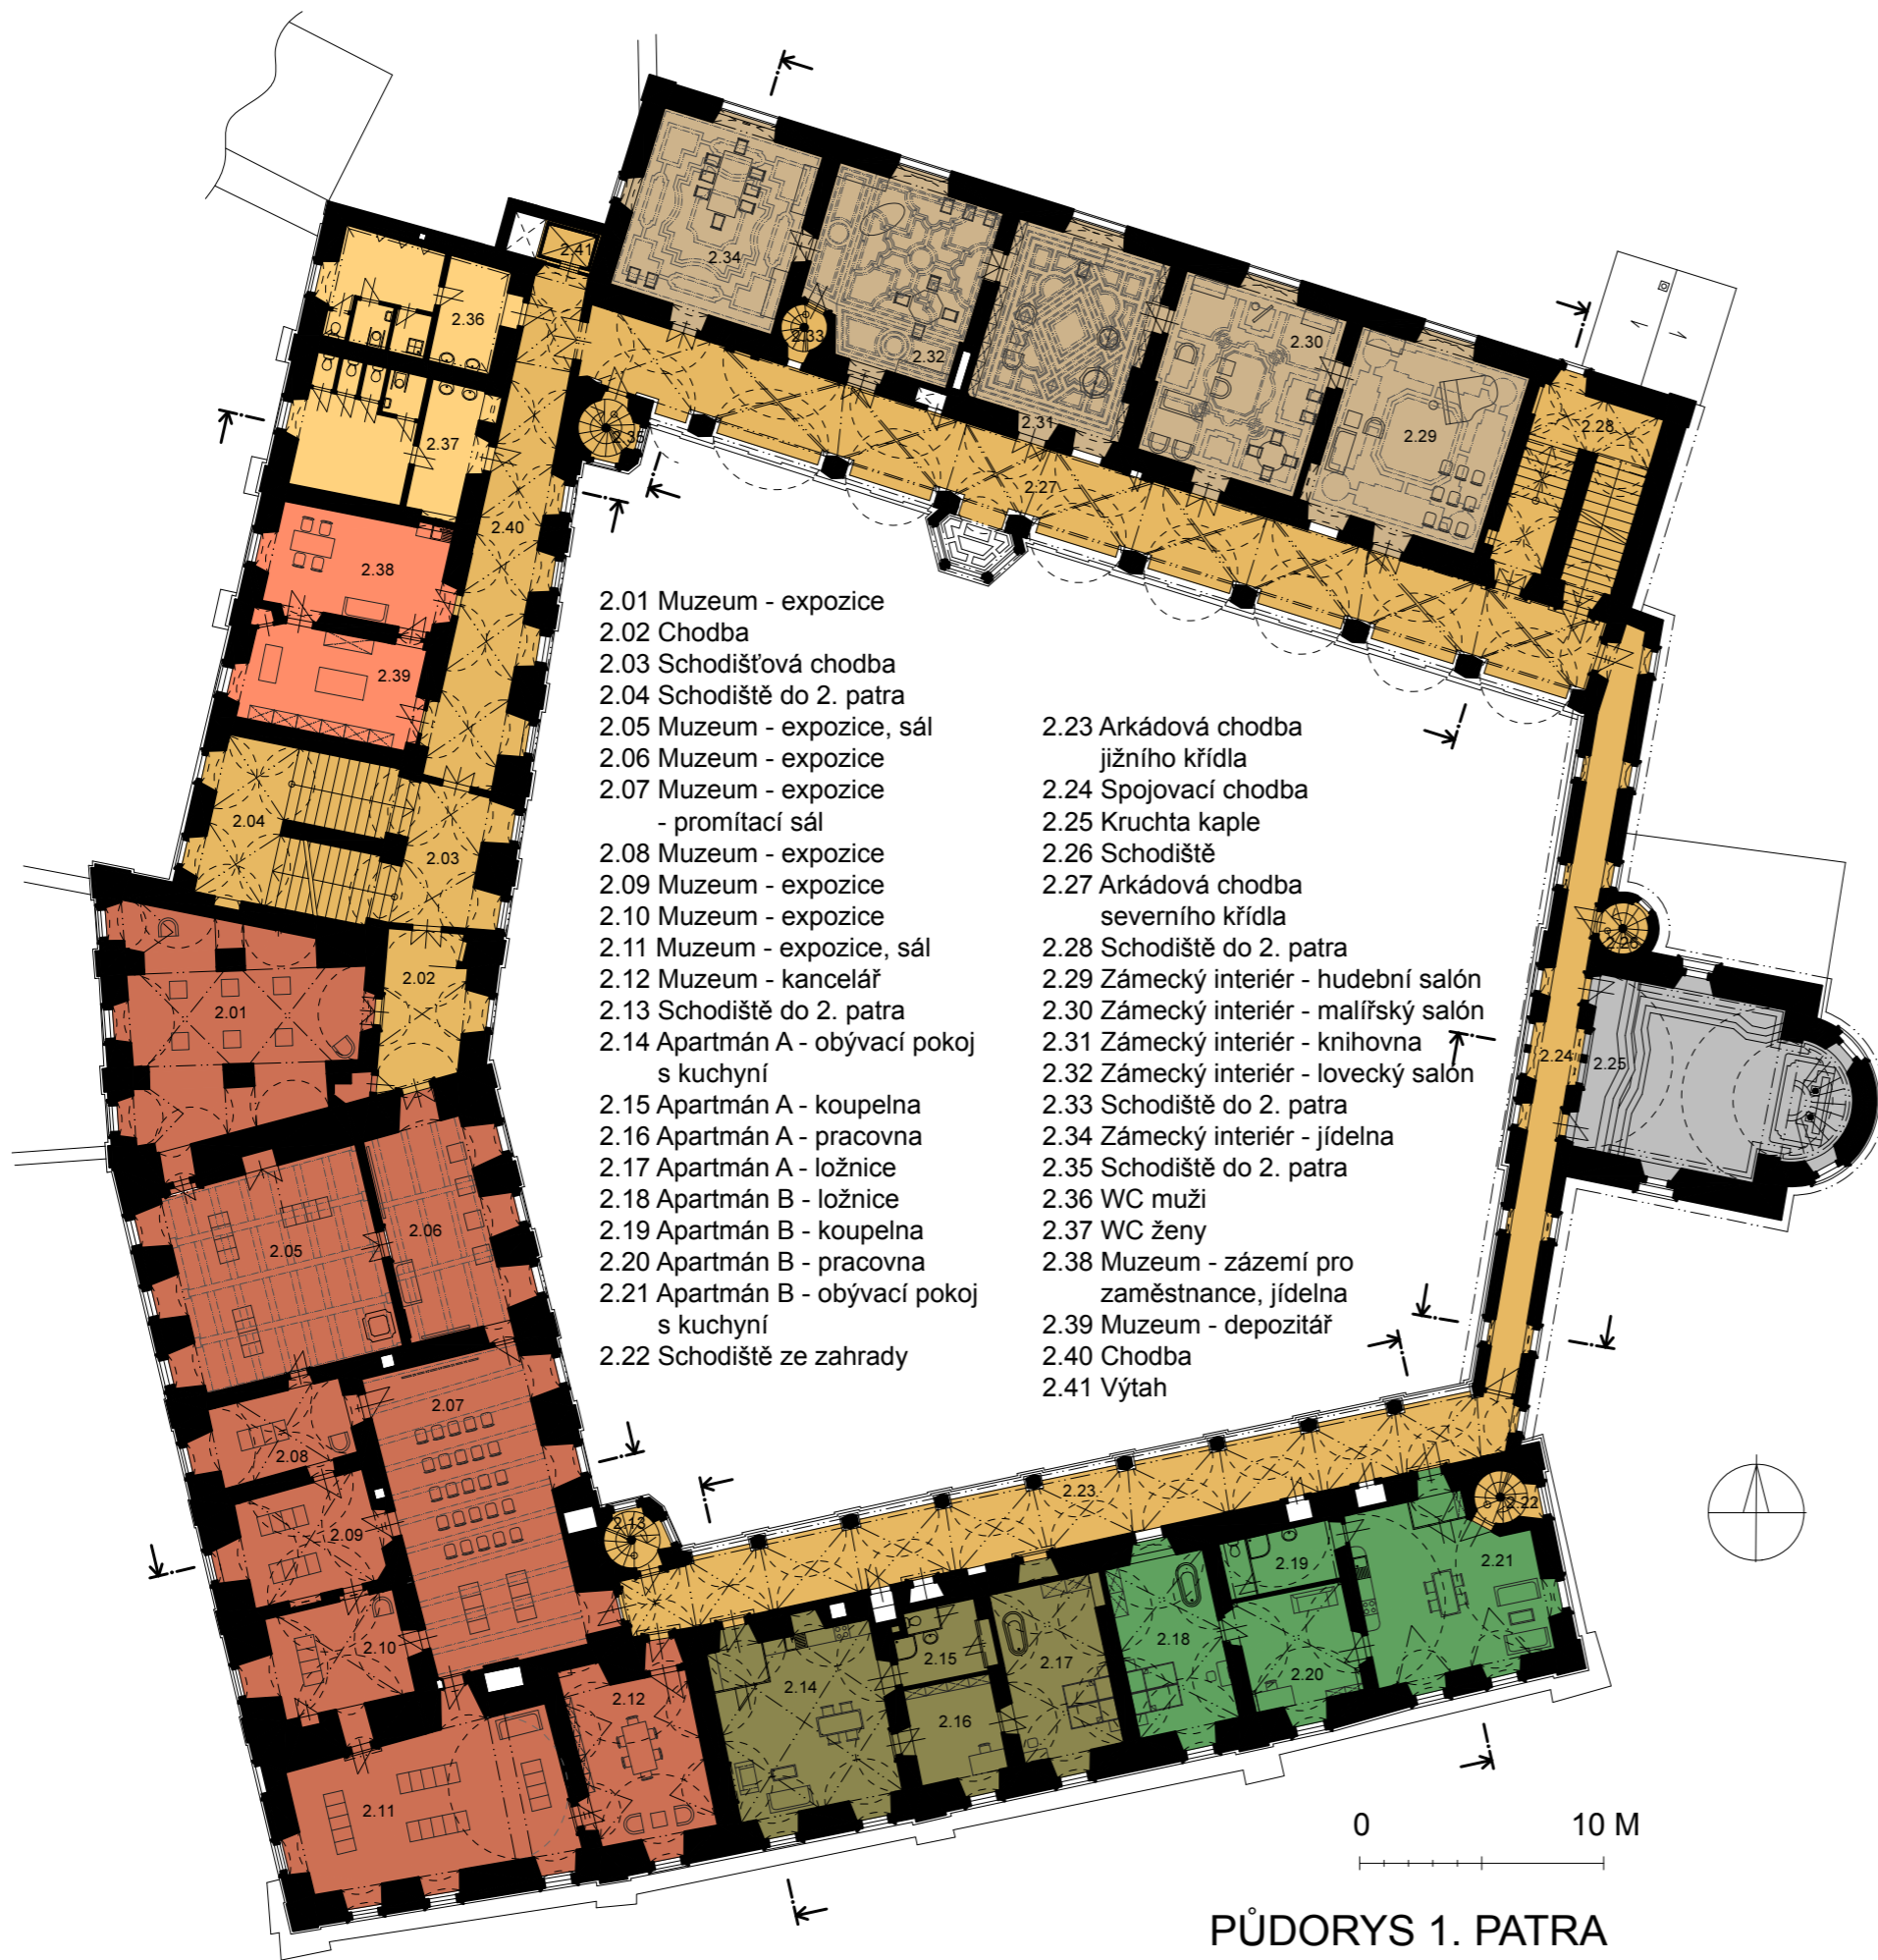 2.01 Muzeum - expozice
2.02 Chodba
2.03 Schodišťová chodba
2.04 Schodiště do 2. patra
2.05 Muzeum - expozice, sál
2.06 Muzeum - expozice
2.07 Muzeum - expozice
- promítací sál
2.08 Muzeum - expozice
2.09 Muzeum - expozice
2.10 Muzeum - expozice
2.11 Muzeum - expozice, sál
2.12 Muzeum - kancelář
2.13 Schodiště do 2. patra
2.14 Apartmán A - obývací pokoj
s kuchyní
2.15 Apartmán A - koupelna
2.16 Apartmán A - pracovna
2.17 Apartmán A - ložnice
2.18 Apartmán B - ložnice
2.19 Apartmán B - koupelna
2.20 Apartmán B - pracovna
2.21 Apartmán B - obývací pokoj
s kuchyní
2.22 Schodiště ze zahrady
2.23 Arkádová chodba
jižního křídla
2.24 Spojovací chodba
2.25 Kruchta kaple
2.26 Schodiště
2.27 Arkádová chodba
severního křídla
2.28 Schodiště do 2. patra
2.29 Zámecký interiér - hudební salón
2.30 Zámecký interiér - malířský salón
2.31 Zámecký interiér - knihovna
2.32 Zámecký interiér - lovecký salón
2.33 Schodiště do 2. patra
2.34 Zámecký interiér - jídelna
2.35 Schodiště do 2. patra
2.36 WC muži
2.37 WC ženy
2.38 Muzeum - zázemí pro
zaměstnance, jídelna
2.39 Muzeum - depozitář
2.40 Chodba
2.41 Výtah
2.41
2.34
2.36
2.33
2.32
2.30
2.31
2.29
2.28
2.35
2.37
2.27
2.40
2.38
2.39
2.04
2.03
2.02
2.01
2.26
2.24
2.25
2.05
2.06
2.07
2.08
2.09
2.10
2.11
2.12
2.13
2.23
2.22
2.14
2.15
2.16
2.17
2.18
2.19
2.20
2.21
0 10 M
PŮDORYS 1. PATRA